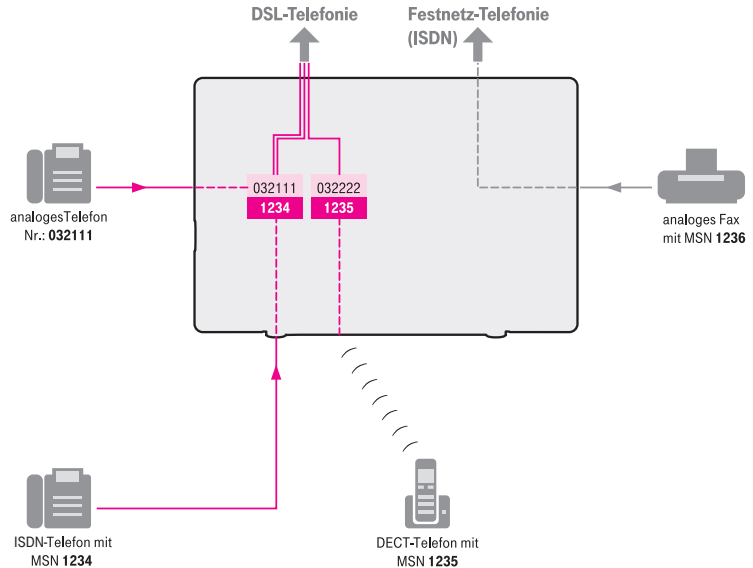 DSL-Telefonie
Festnetz-Telefonie
(ISDN)
032111
1234
032222
1235
analogesTelefon
Nr.: 032111
analoges Fax
mit MSN 1236
ISDN-Telefon mit
MSN 1234
DECT-Telefon mit
MSN 1235